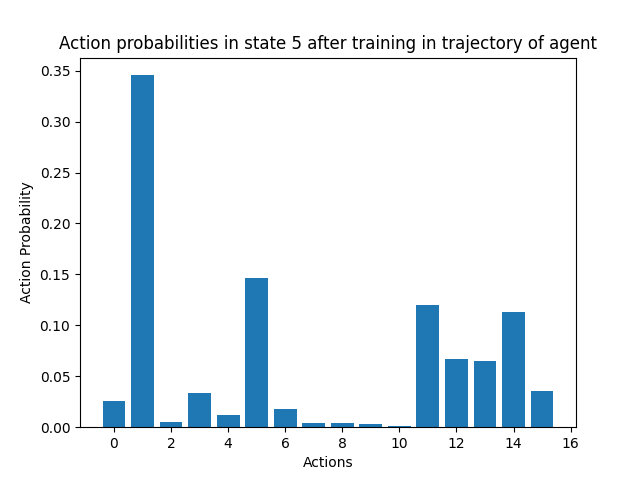 Action probabilities in state 5 after training in trajectory of agent
Action Probability
0.35
0.30
0.25
0.20
0.15
0.10
0.05
0.00
0 2 4 6 8 10 12 14 16
Actions